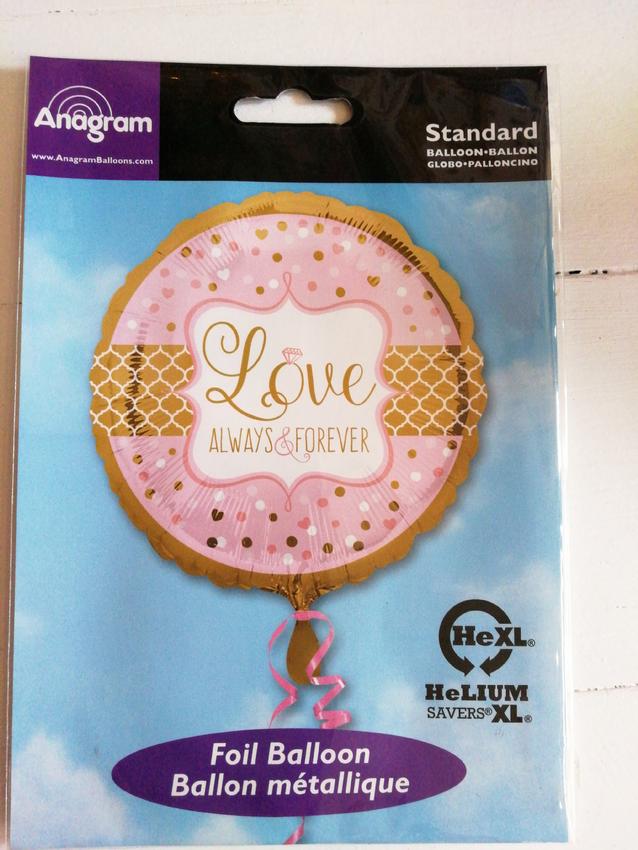 Anagram
www.AnagramBalloons.com
Standard
BALLOON•BALLON
GLOBO•PALLONCINO
Love
ALWAYS & FOREVER
HeXL®
HeLIUM
SAVERS®XL®
Foil Balloon
Ballon métallique